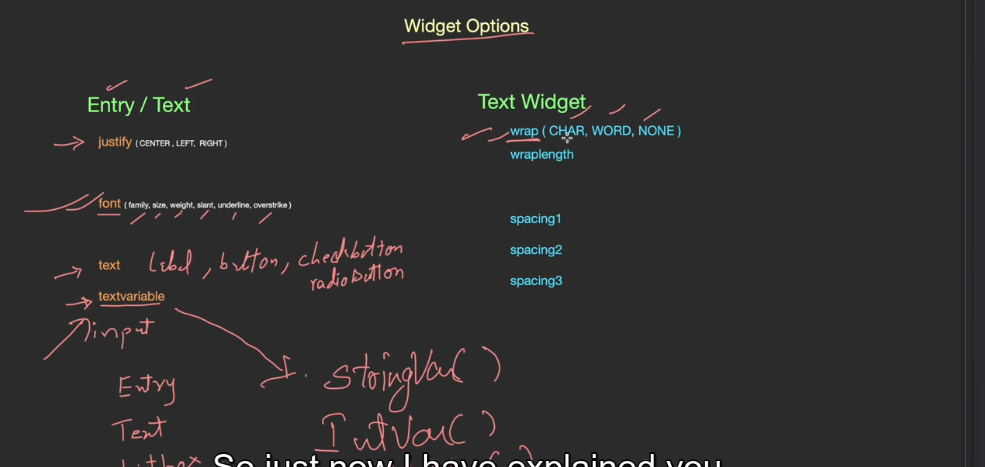 Widget Options
Entry / Text
justify ( CENTER , LEFT, RIGHT )
font ( family, size, weight, slant, underline, overstrike )
text label, button, checkbutton
radiobutton
textvariable
input
Entry
Text
Text Widget
wrap ( CHAR, WORD, NONE )
wraplength
spacing1
spacing2
spacing3
1. StringVar( )
IntVar( )
So just now I have explained you